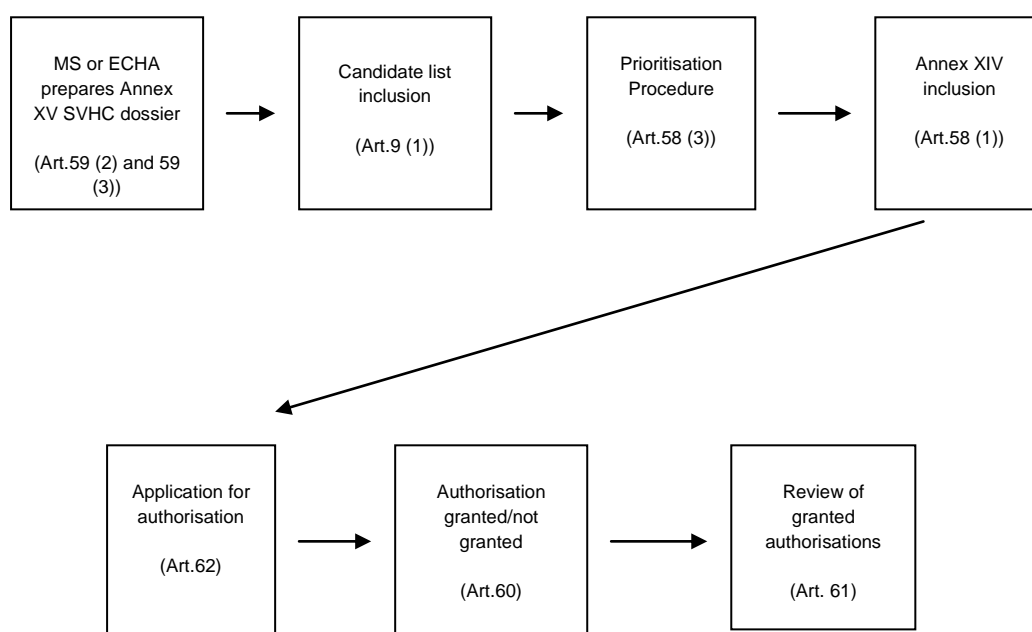 MS or ECHA
prepares Annex
XV SVHC dossier
(Art.59 (2) and 59
(3))
Candidate list
inclusion
(Art.9 (1))
Prioritisation
Procedure
(Art.58 (3))
Annex XIV
inclusion
(Art.58 (1))
Application for
authorisation
(Art.62)
Authorisation
granted/not
granted
(Art.60)
Review of
granted
authorisations
(Art. 61)